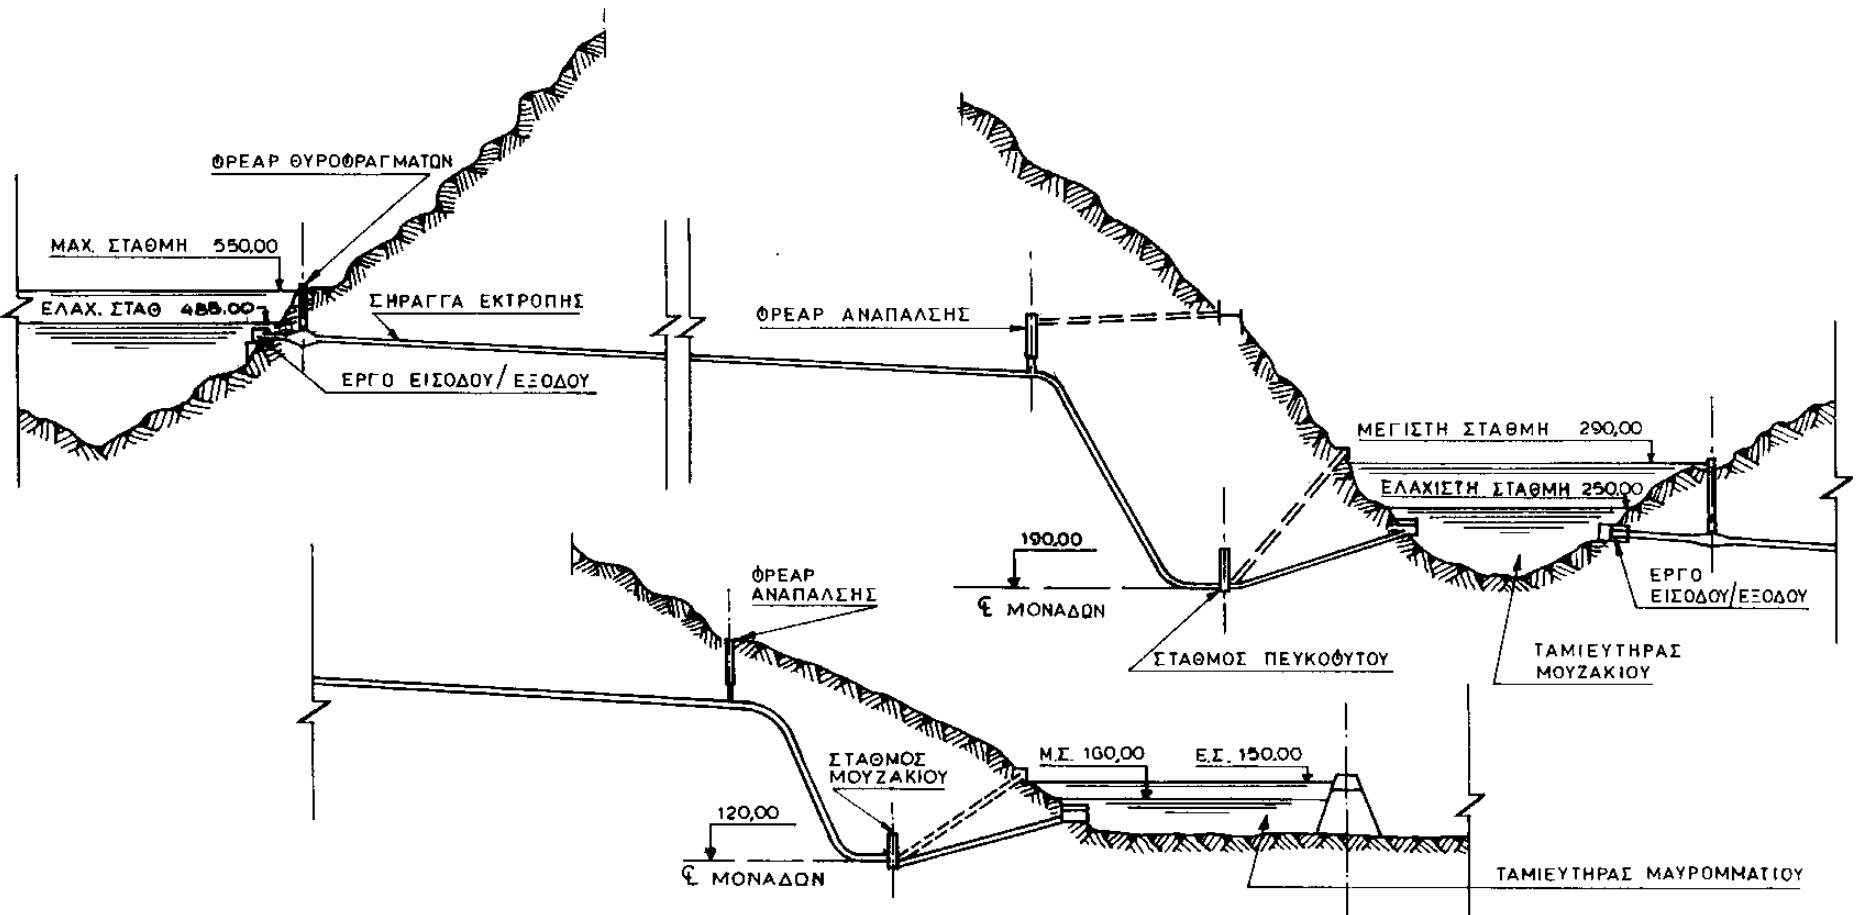 ΦΡΕΑΡ ΘΥΡΟΦΡΑΓΜΑΤΩΝ
ΜΑΧ. ΣΤΑΘΜΗ 550,00
ΕΛΑΧ. ΣΤΑΘ 485.00
ΣΗΡΑΓΓΑ ΕΚΤΡΟΠΗΣ
ΕΡΓΟ ΕΙΣΟΔΟΥ/ΕΞΟΔΟΥ
ΦΡΕΑΡ ΑΝΑΠΑΛΣΗΣ
ΜΕΓΙΣΤΗ ΣΤΑΘΜΗ 290,00
ΕΛΑΧΙΣΤΗ ΣΤΑΘΜΗ 250.00
190,00
℄ ΜΟΝΑΔΩΝ
ΣΤΑΘΜΟΣ ΠΕΥΚΟΦΥΤΟΥ
ΕΡΓΟ
ΕΙΣΟΔΟΥ/ΕΞΟΔΟΥ
ΤΑΜΙΕΥΤΗΡΑΣ
ΜΟΥΖΑΚΙΟΥ
ΦΡΕΑΡ
ΑΝΑΠΑΛΣΗΣ
ΣΤΑΘΜΟΣ
ΜΟΥΖΑΚΙΟΥ
Μ.Σ. 160,00
Ε.Σ. 150.00
120,00
℄ ΜΟΝΑΔΩΝ
ΤΑΜΙΕΥΤΗΡΑΣ ΜΑΥΡΟΜΜΑΤΙΟΥ